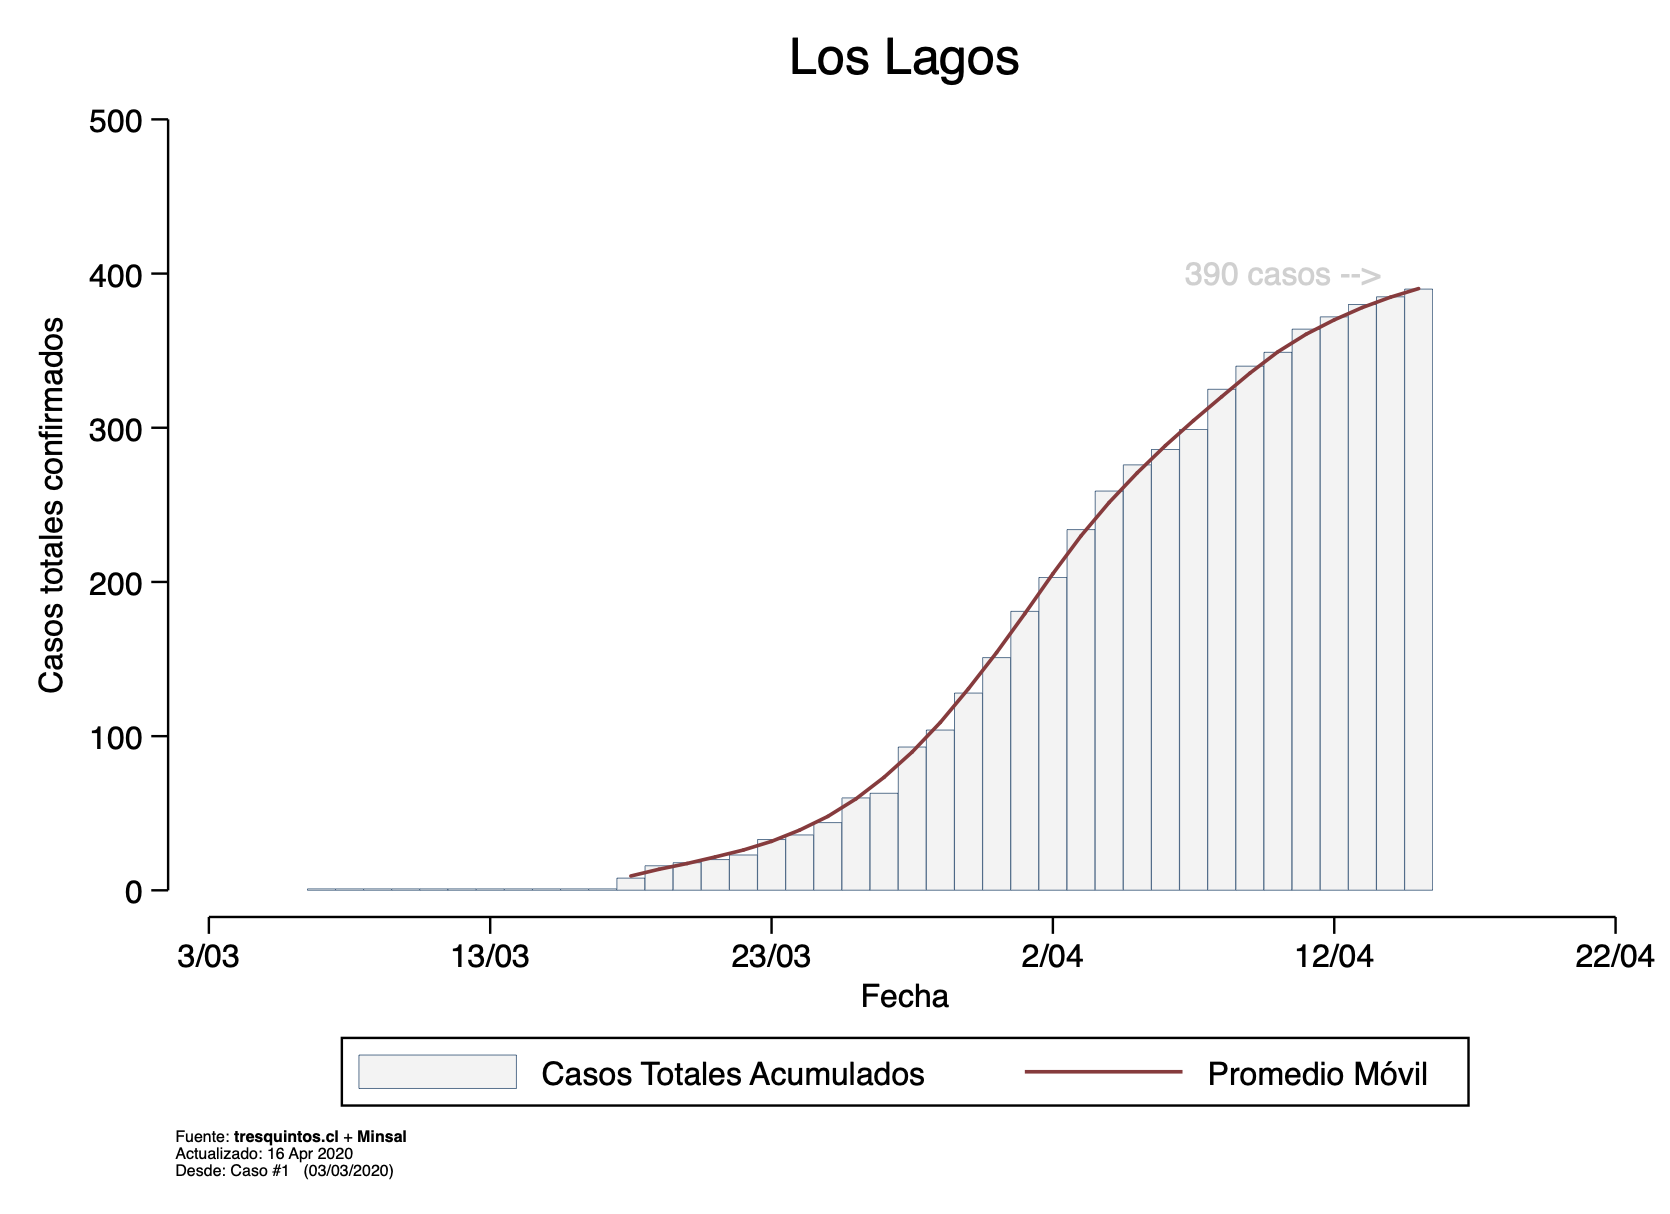 Los Lagos
Casos totales confirmados
500
400
300
200
100
0
390 casos -->
3/03 13/03 23/03 2/04 12/04 22/04
Fecha
Casos Totales Acumulados Promedio Móvil
Fuente: tresquintos.cl + Minsal
Actualizado: 16 Apr 2020
Desde: Caso #1 (03/03/2020)